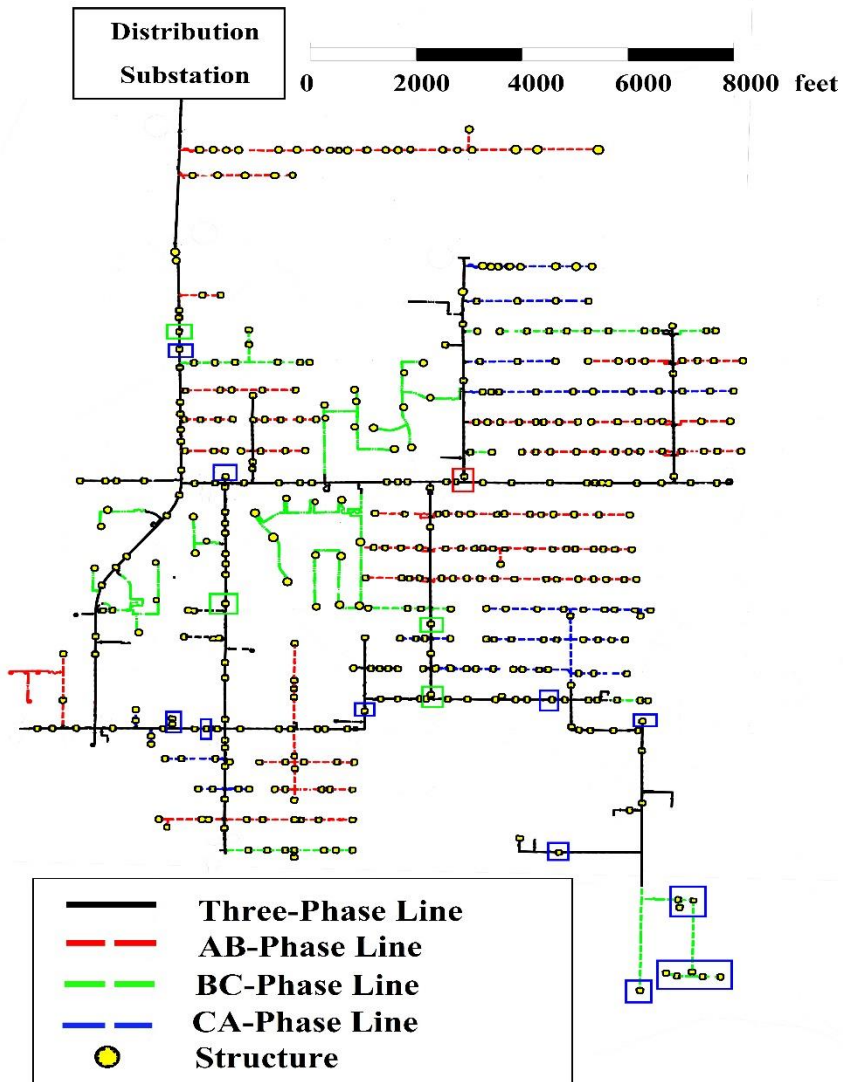 Distribution
Substation
0 2000 4000 6000 8000 feet
Three-Phase Line
AB-Phase Line
BC-Phase Line
CA-Phase Line
Structure